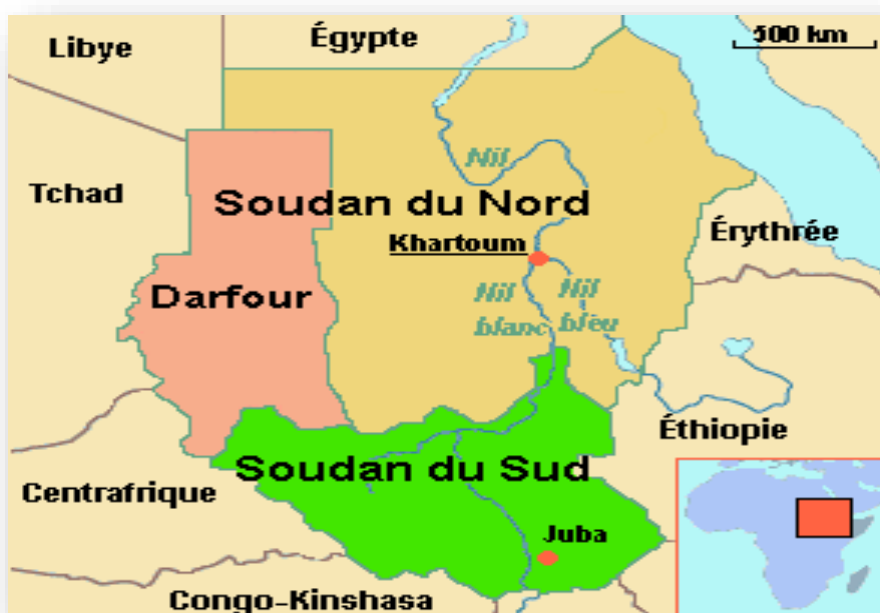 Libye
Égypte
500 km
Nil
Tchad
Soudan du Nord
Érythrée
Khartoum
Darfour
Nil
blanc
Nil
bleu
Éthiopie
Soudan du Sud
Centrafrique
Juba
Congo-Kinshasa